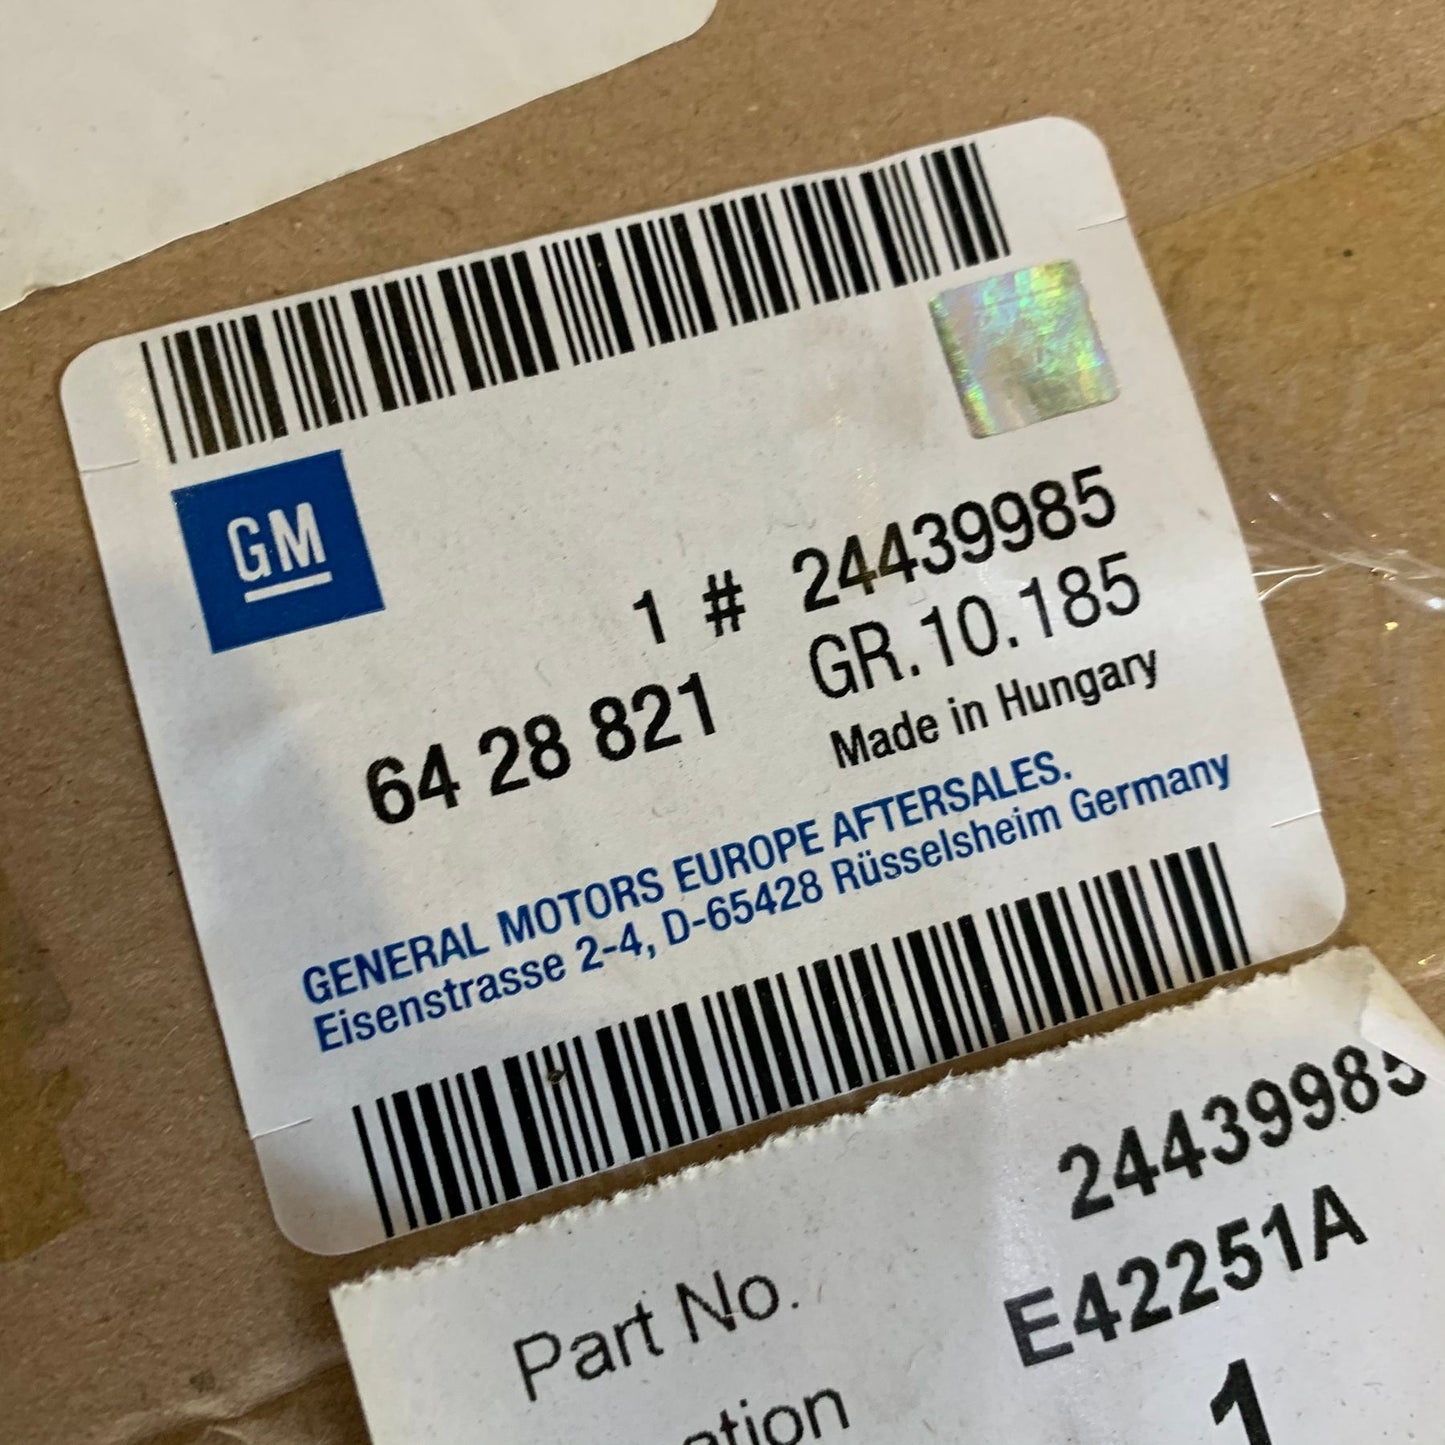 GM
1 # 24439985
64 28 821 GR.10.185
Made in Hungary
GENERAL MOTORS EUROPE AFTERSALES.
Eisenstrasse 2-4, D-65428 Rüsselsheim Germany
24439985
Part No. E42251A
1